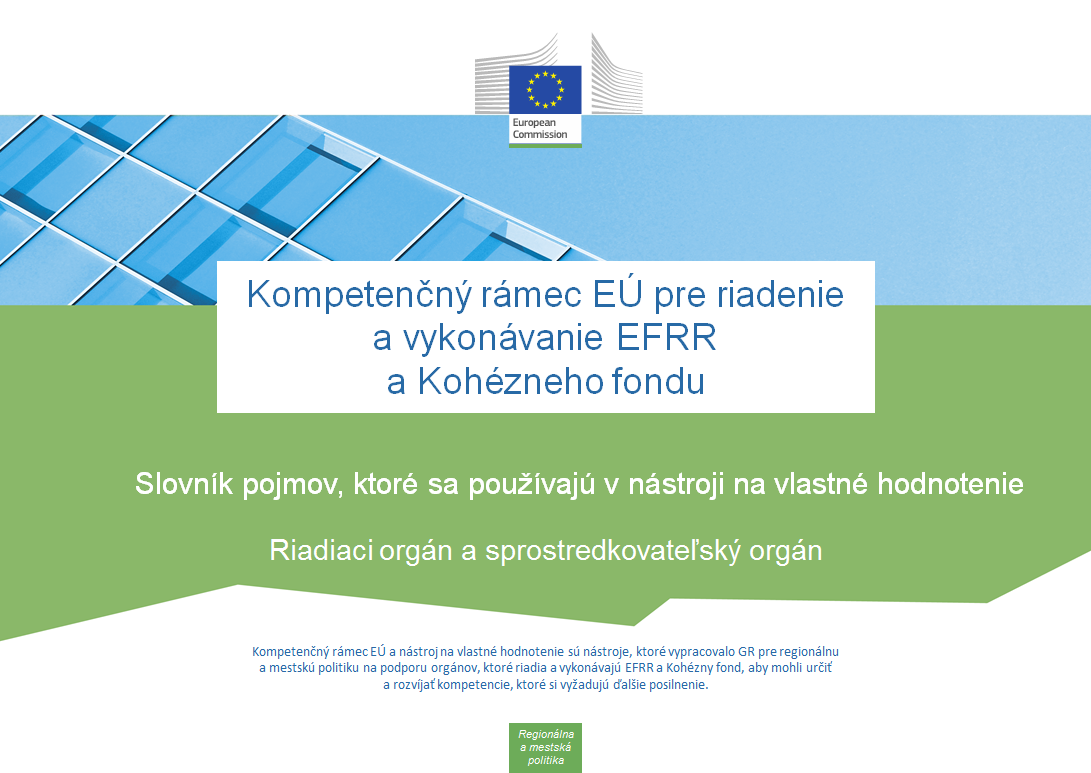 European
Commission
Kompetenčný rámec EÚ pre riadenie
a vykonávanie EFRR
a Kohézneho fondu
Slovník pojmov, ktoré sa používajú v nástroji na vlastné hodnotenie
Riadiaci orgán a sprostredkovateľský orgán
Kompetenčný rámec EÚ a nástroj na vlastné hodnotenie sú nástroje, ktoré vypracovalo GR pre regionálnu
a mestskú politiku na podporu orgánov, ktoré riadia a vykonávajú EFRR a Kohézny fond, aby mohli určiť
a rozvíjať kompetencie, ktoré si vyžadujú ďalšie posilnenie.
Regionálna
a mestská
politika